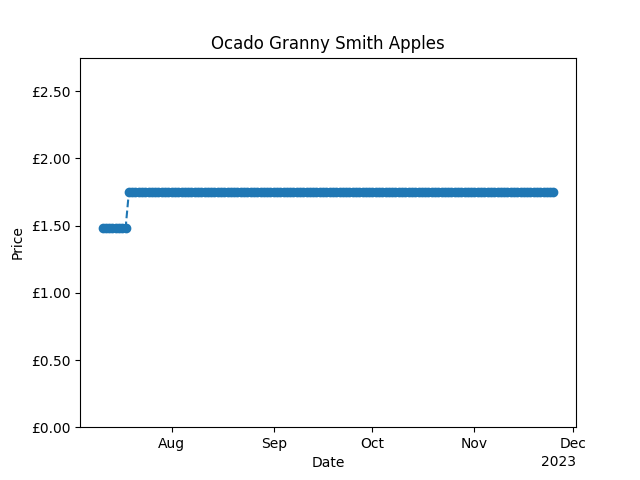 Ocado Granny Smith Apples
£2.50
£2.00
£1.50
£1.00
£0.50
£0.00
Price
Aug Sep Oct Nov Dec
Date
2023